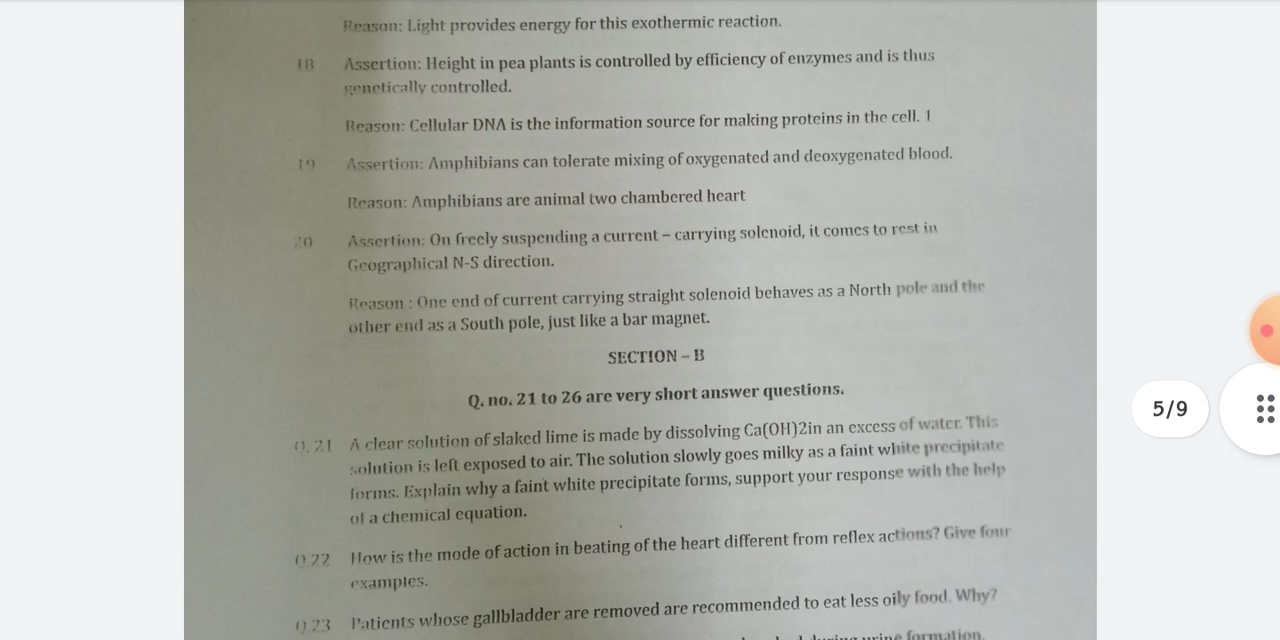 Reason: Light provides energy for this exothermic reaction.
18 Assertion: Height in pea plants is controlled by efficiency of enzymes and is thus
genetically controlled.
Reason: Cellular DNA is the information source for making proteins in the cell. 1
19 Assertion: Amphibians can tolerate mixing of oxygenated and deoxygenated blood.
Reason: Amphibians are animal two chambered heart
20 Assertion: On freely suspending a current – carrying solenoid, it comes to rest in
Geographical N-S direction.
Reason : One end of current carrying straight solenoid behaves as a North pole and the
other end as a South pole, just like a bar magnet.
SECTION – B
Q. no. 21 to 26 are very short answer questions.
Q. 21 A clear solution of slaked lime is made by dissolving Ca(OH)2in an excess of water. This
solution is left exposed to air. The solution slowly goes milky as a faint white precipitate
forms. Explain why a faint white precipitate forms, support your response with the help
of a chemical equation.
Q.22 How is the mode of action in beating of the heart different from reflex actions? Give four
examples.
Q.23 Patients whose gallbladder are removed are recommended to eat less oily food. Why?
during urine formation.
5/9